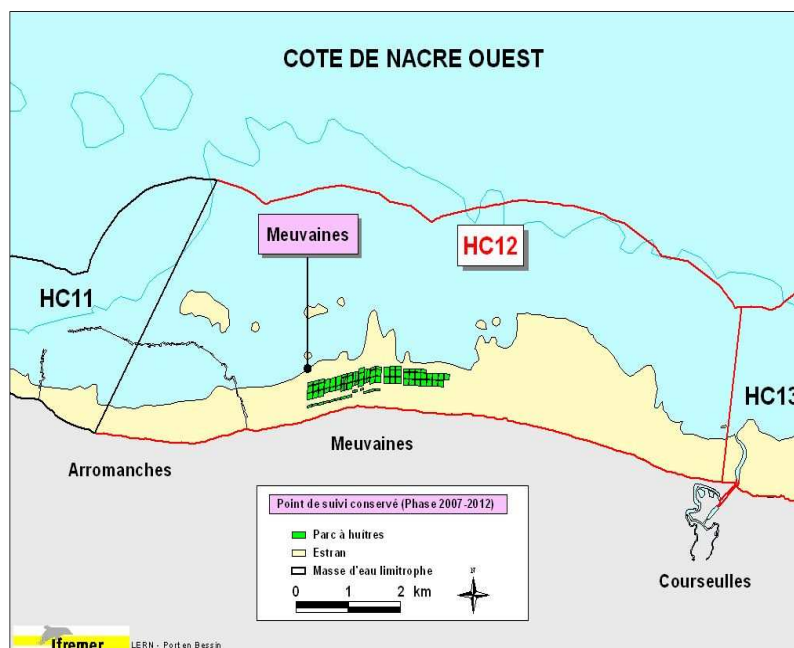 COTE DE NACRE OUEST
Meuvaines
HC12
HC11
HC13
Meuvaines
Arromanches
Courseulles
Point de suivi conservé (Phase 2007-2012)
Parc à huîtres
Estran
Masse d'eau limitrophe
0 1 2 km
N
Ifremer
LERN - Port en Bessin